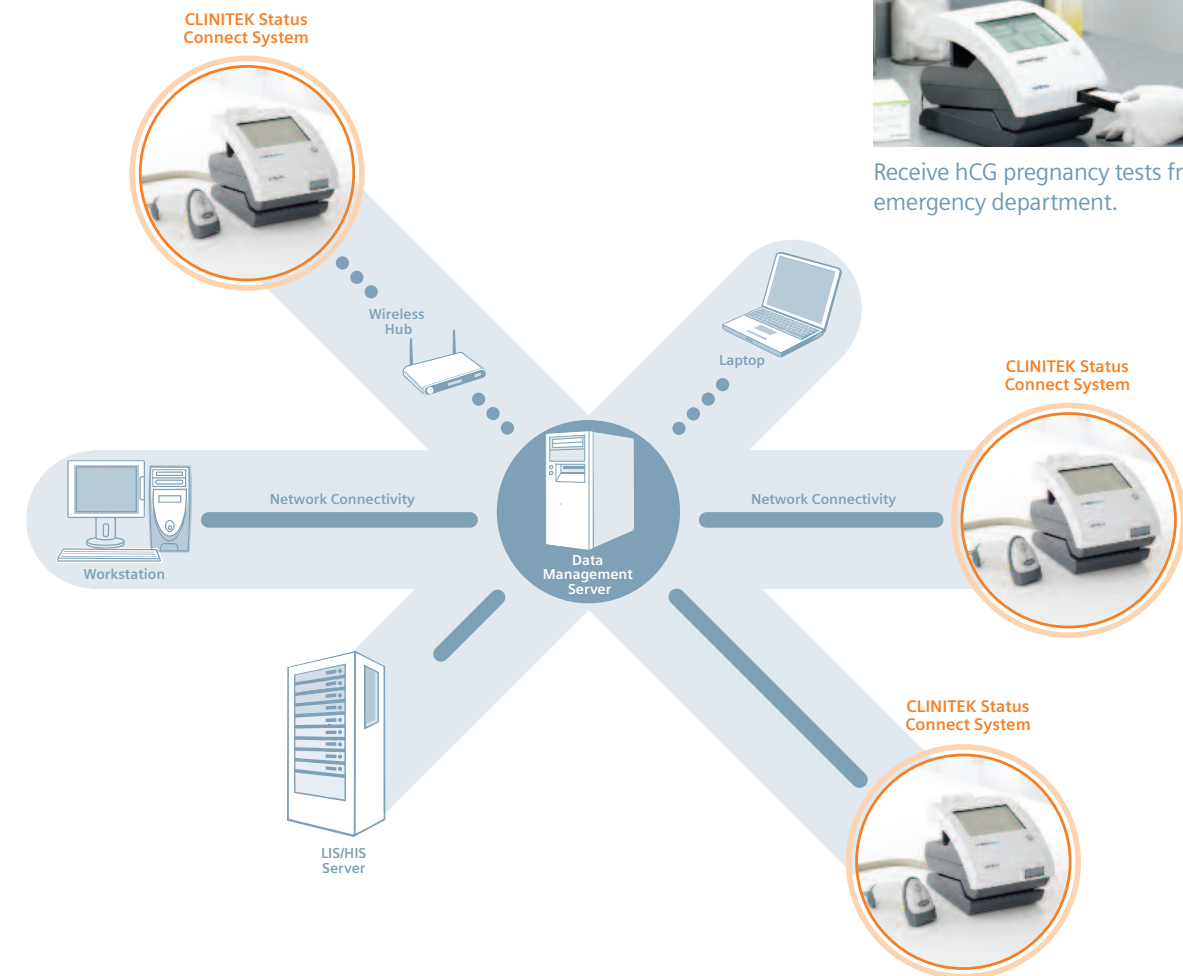 CLINITEK Status
Connect System
Receive hCG pregnancy tests
emergency department.
Wireless
Hub
Laptop
CLINITEK Status
Connect System
Network Connectivity
Network Connectivity
Workstation
Data
Management
Server
CLINITEK Status
Connect System
LIS/HIS
Server